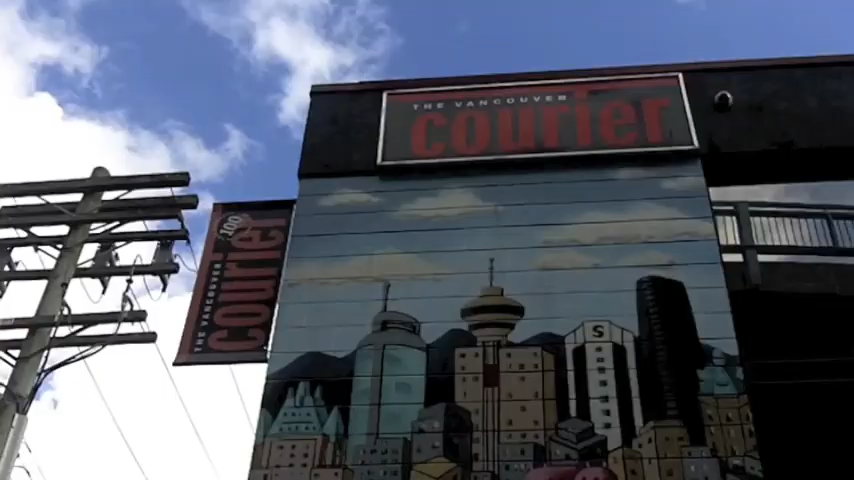 THE VANCOUVER
courier
THE VANCOUVER
courier
100
S